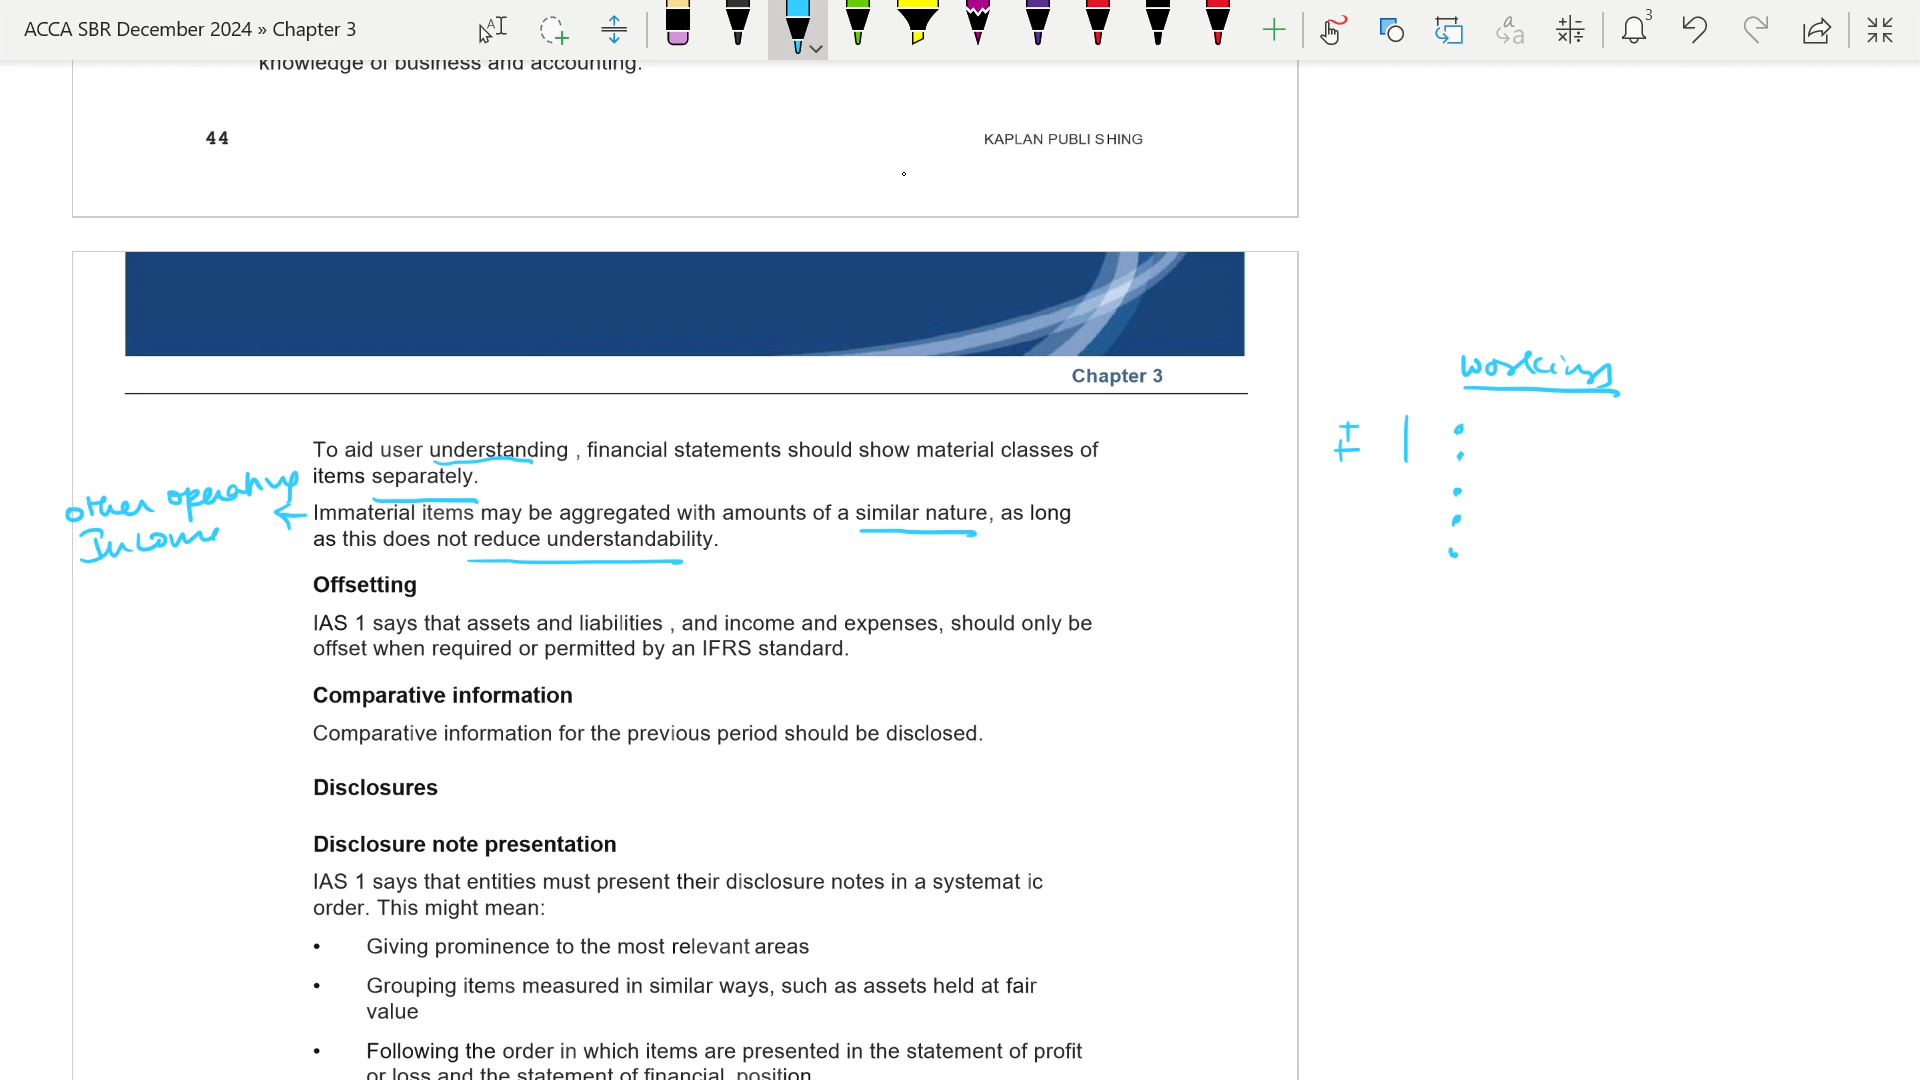 ACCA SBR December 2024 » Chapter 3
3
knowledge of business and accounting.
44
KAPLAN PUBLISHING
Chapter 3
workings
To aid user understanding , financial statements should show material classes of
items separately.
other operating
Income
Immaterial items may be aggregated with amounts of a similar nature, as long
as this does not reduce understandability.
Offsetting
IAS 1 says that assets and liabilities , and income and expenses, should only be
offset when required or permitted by an IFRS standard.
Comparative information
Comparative information for the previous period should be disclosed.
Disclosures
Disclosure note presentation
IAS 1 says that entities must present their disclosure notes in a systemat ic
order. This might mean:
• Giving prominence to the most relevant areas
• Grouping items measured in similar ways, such as assets held at fair
value
• Following the order in which items are presented in the statement of profit
or loss and the statement of financial position